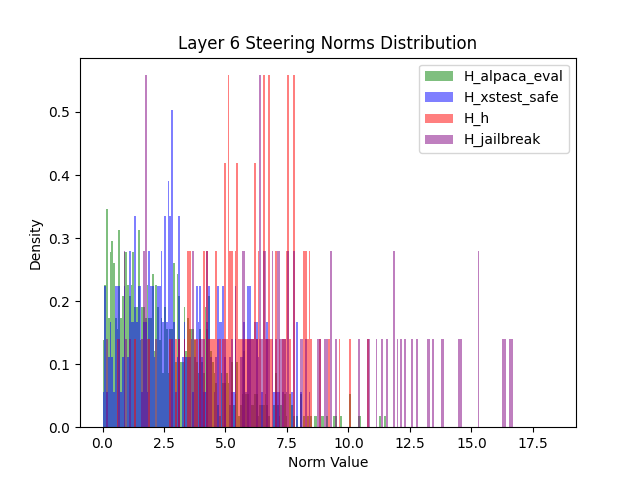 Layer 6 Steering Norms Distribution
H_alpaca_eval
H_xstest_safe
H_h
H_jailbreak
Density
0.5
0.4
0.3
0.2
0.1
0.0
0.0 2.5 5.0 7.5 10.0 12.5 15.0 17.5
Norm Value